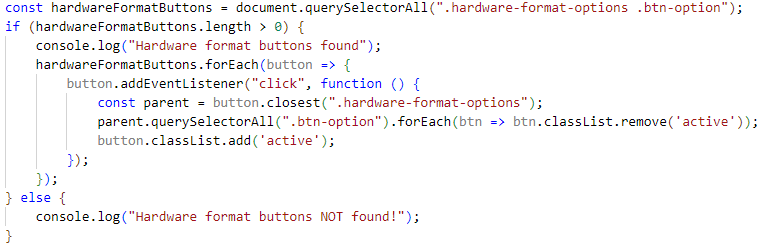 const hardwareFormatButtons = document.querySelectorAll(".hardware-format-options .btn-option");
if (hardwareFormatButtons.length > 0) {
    console.log("Hardware format buttons found");
    hardwareFormatButtons.forEach(button => {
        button.addEventListener("click", function () {
            const parent = button.closest(".hardware-format-options");
            parent.querySelectorAll(".btn-option").forEach(btn => btn.classList.remove('active'));
            button.classList.add('active');
        });
    });
} else {
    console.log("Hardware format buttons NOT found!");
}